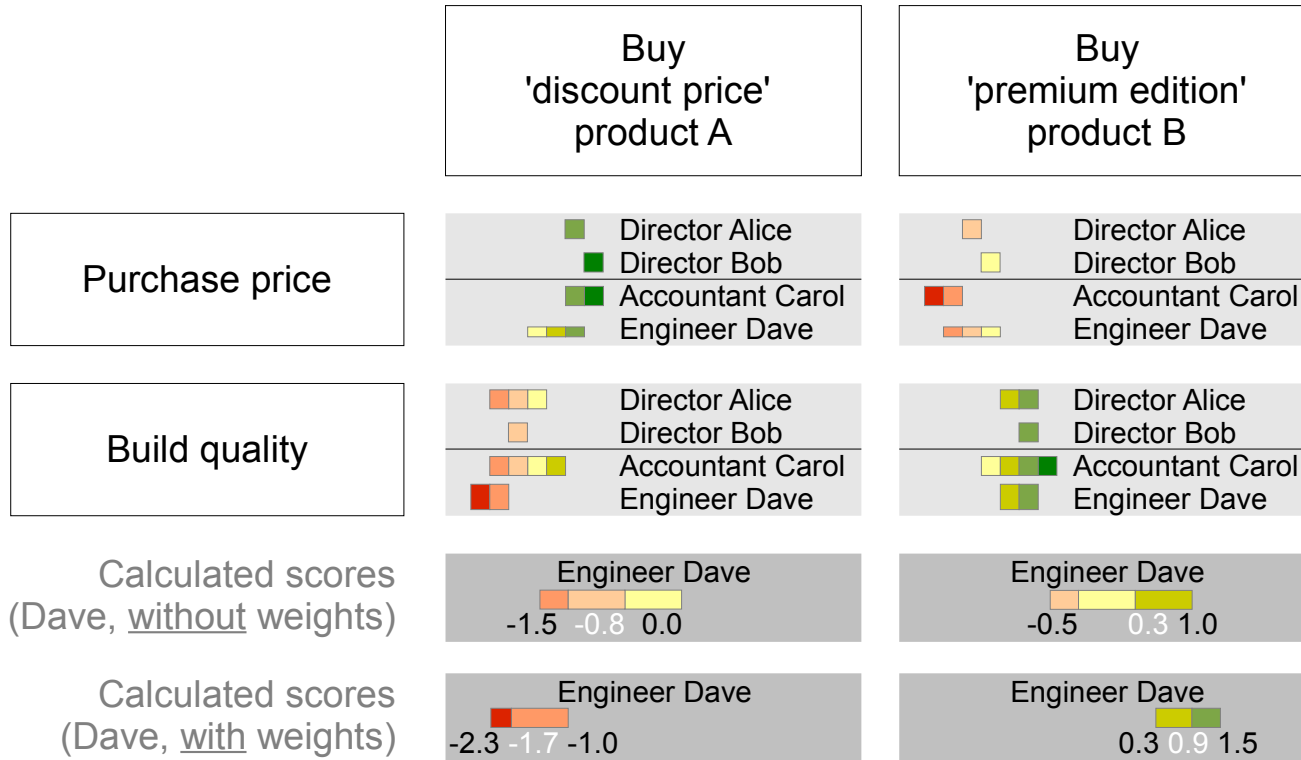 Buy
'discount price'
product A
Buy
'premium edition'
product B
Purchase price
Director Alice
Director Bob
Accountant Carol
Engineer Dave
Director Alice
Director Bob
Accountant Carol
Engineer Dave
Build quality
Director Alice
Director Bob
Accountant Carol
Engineer Dave
Director Alice
Director Bob
Accountant Carol
Engineer Dave
Calculated scores
(Dave, without weights)
Engineer Dave
-1.5 -0.8 0.0
Engineer Dave
-0.5 0.3 1.0
Calculated scores
(Dave, with weights)
Engineer Dave
-2.3 -1.7 -1.0
Engineer Dave
0.3 0.9 1.5